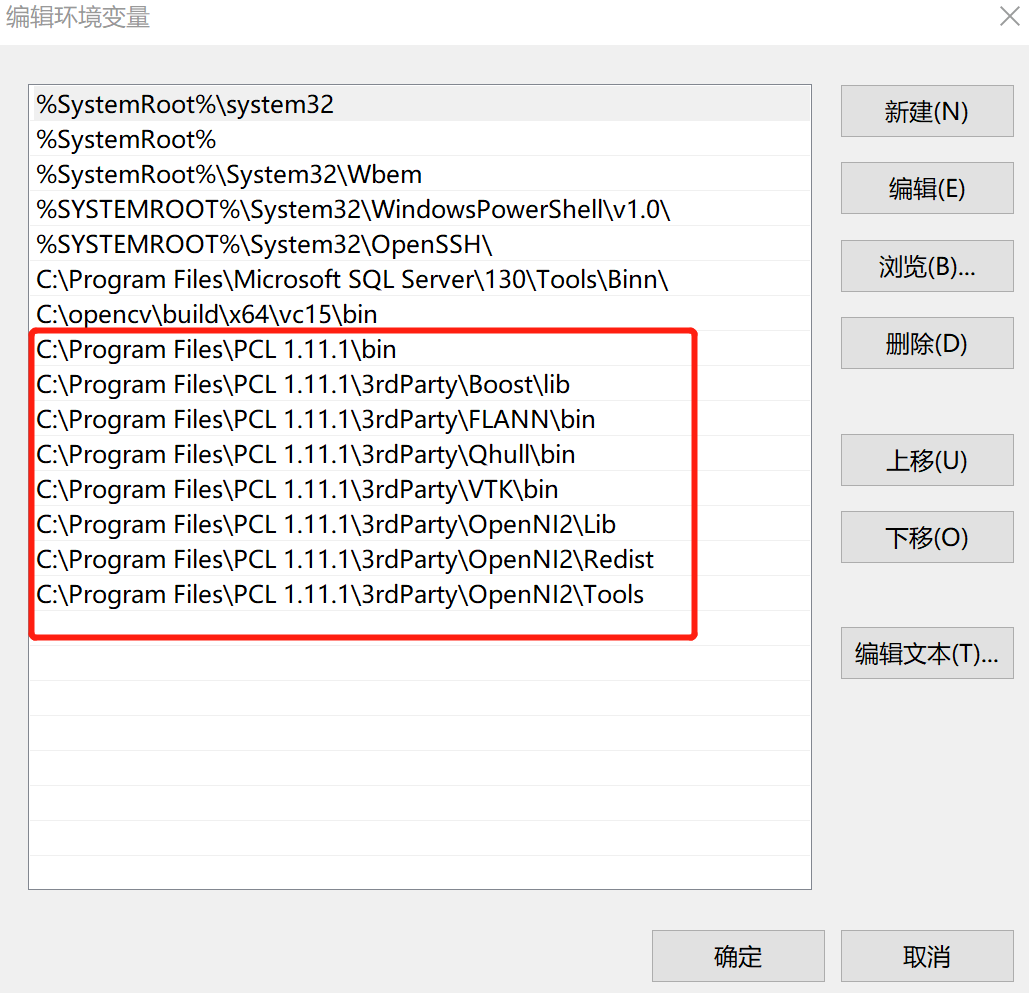 编辑环境变量
%SystemRoot%\system32
%SystemRoot%
%SystemRoot%\System32\Wbem
%SYSTEMROOT%\System32\WindowsPowerShell\v1.0\
%SYSTEMROOT%\System32\OpenSSH\
C:\Program Files\Microsoft SQL Server\130\Tools\Binn\
C:\opencv\build\x64\vc15\bin
C:\Program Files\PCL 1.11.1\bin
C:\Program Files\PCL 1.11.1\3rdParty\Boost\lib
C:\Program Files\PCL 1.11.1\3rdParty\FLANN\bin
C:\Program Files\PCL 1.11.1\3rdParty\Qhull\bin
C:\Program Files\PCL 1.11.1\3rdParty\VTK\bin
C:\Program Files\PCL 1.11.1\3rdParty\OpenNI2\Lib
C:\Program Files\PCL 1.11.1\3rdParty\OpenNI2\Redist
C:\Program Files\PCL 1.11.1\3rdParty\OpenNI2\Tools
新建(N)
编辑(E)
浏览(B)...
删除(D)
上移(U)
下移(O)
编辑文本(T)...
确定
取消